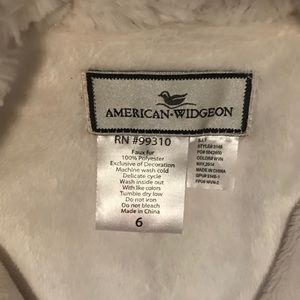 AMERICAN·WIDGEON
RN #99310
Faux fur
100% Polyester
Exclusive of Decoration
Machine wash cold
Delicate cycle
Wash inside out
With like colors
Tumble dry low
Do not iron
Do not bleach
Made in China
6
MADE IN CHINA